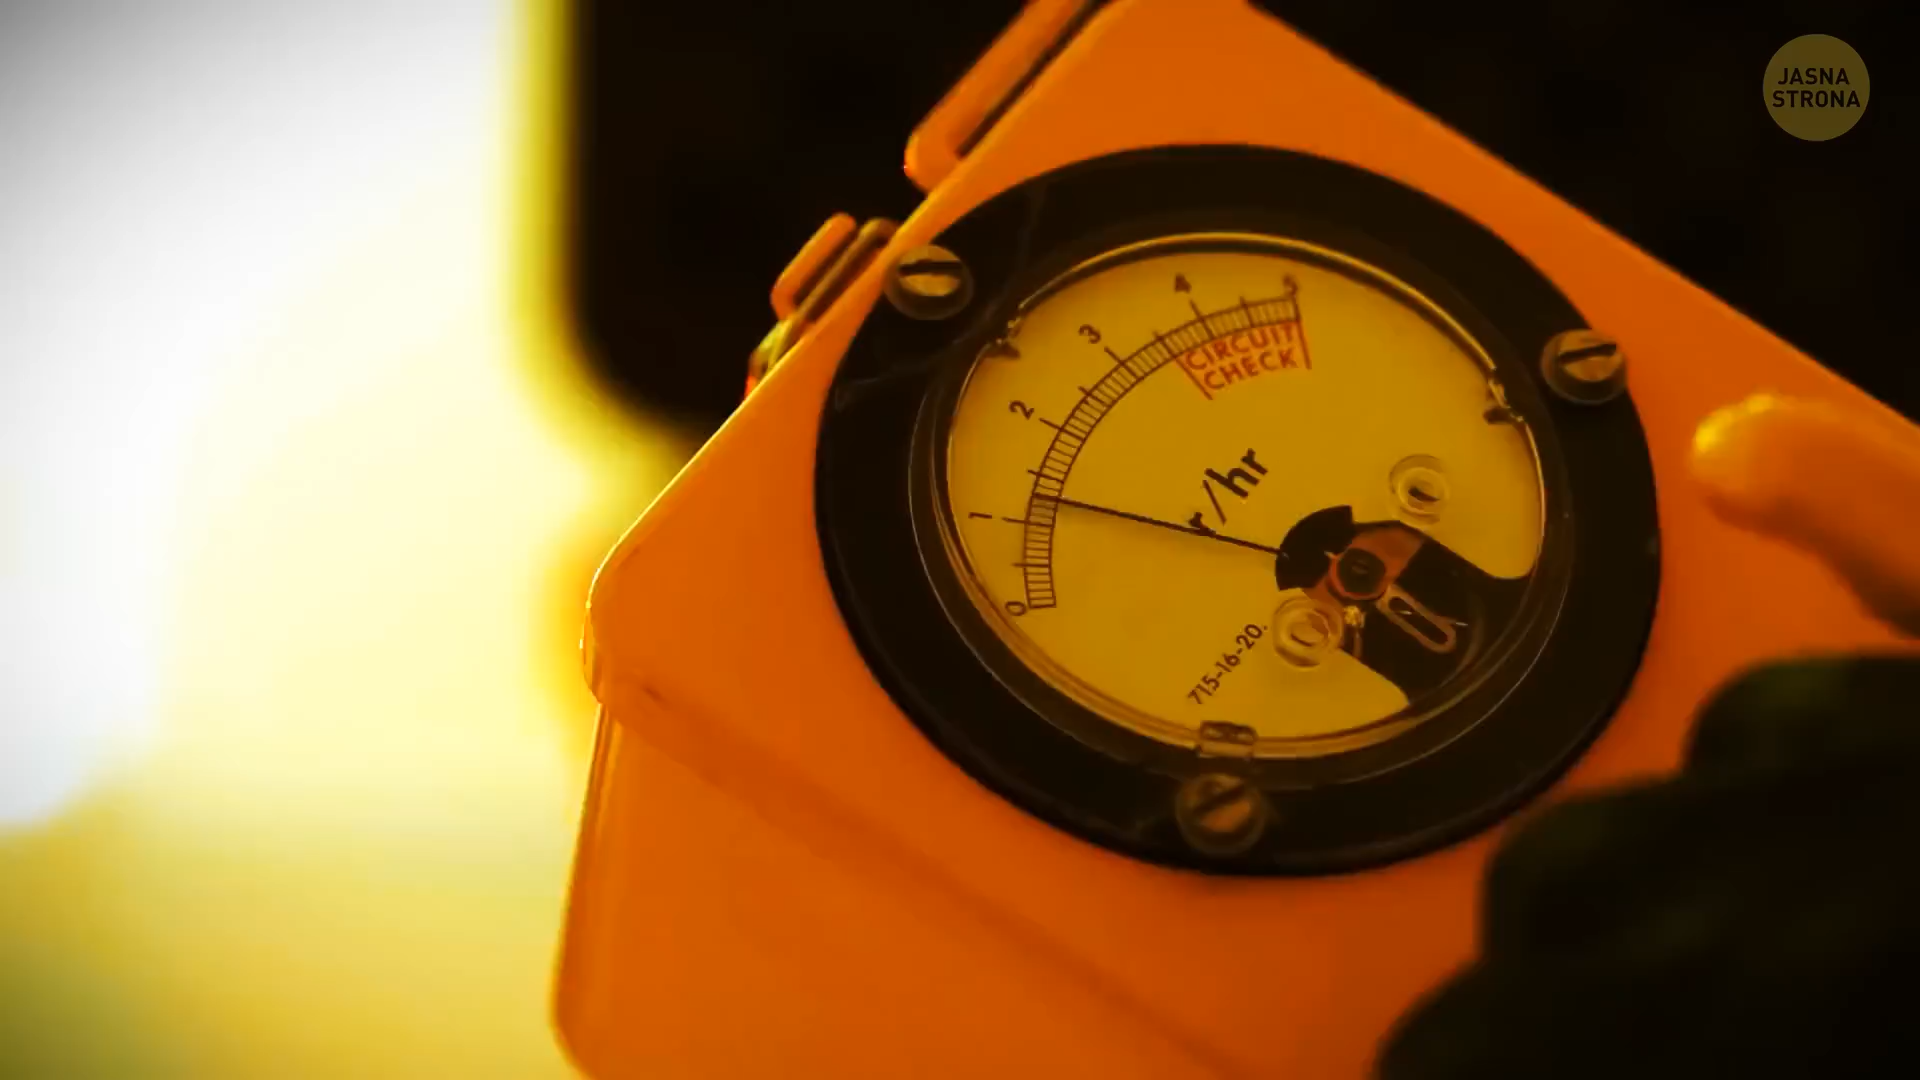 JASNA
STRONA
0 1 2 3 4 5
CIRCUIT
CHECK
r/hr
715-16-20.